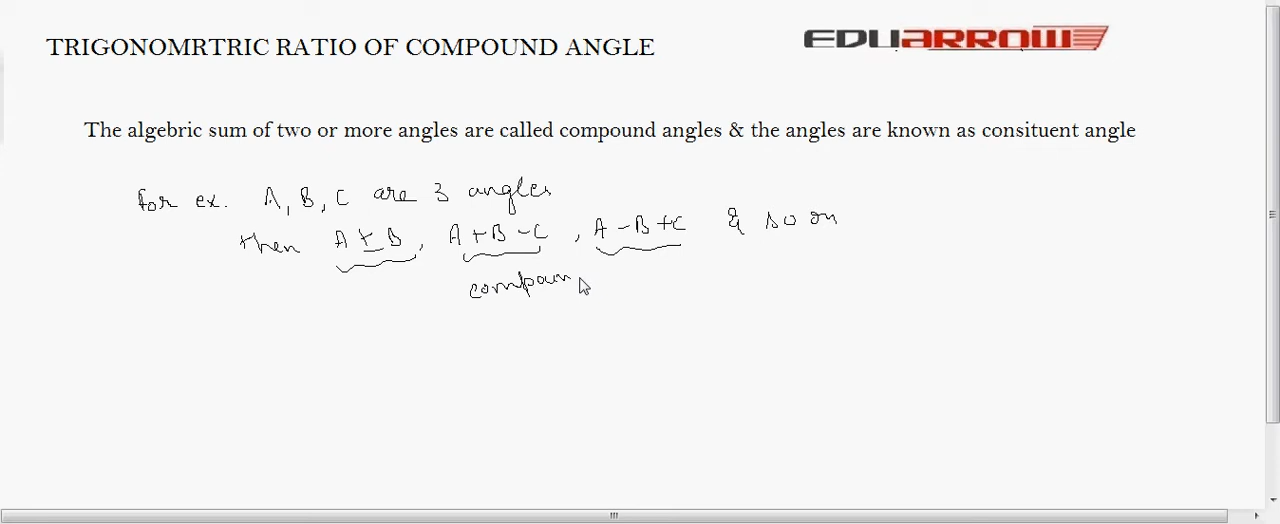 TRIGONOMRTRIC RATIO OF COMPOUND ANGLE
EDUARROW
The algebric sum of two or more angles are called compound angles & the angles are known as consituent angle
for ex. A, B, C are 3 angles
then A ± B, A + B - C, A - B + C & so on
compoun